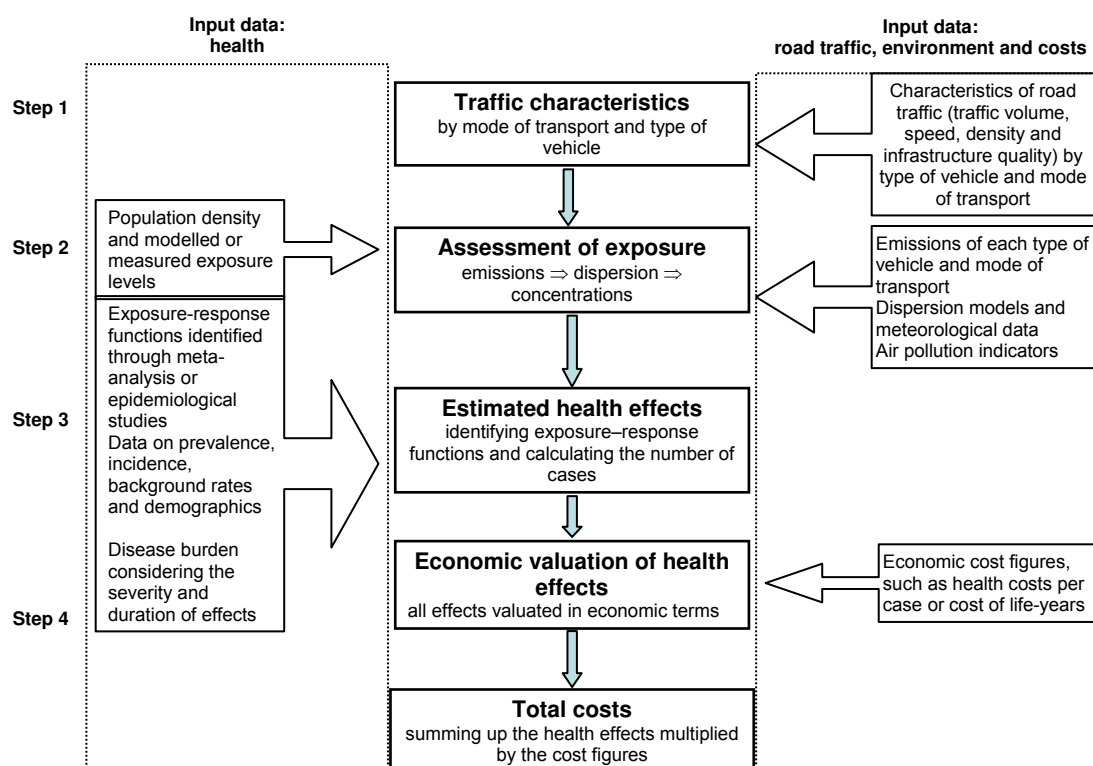 Input data:
health
Input data:
road traffic, environment and costs
Step 1
Traffic characteristics
by mode of transport and type of
vehicle
Characteristics of road
traffic (traffic volume,
speed, density and
infrastructure quality) by
type of vehicle and mode
of transport
Step 2
Population density
and modelled or
measured exposure
levels
Assessment of exposure
emissions ⇒ dispersion ⇒
concentrations
Emissions of each type of
vehicle and mode of
transport
Dispersion models and
meteorological data
Air pollution indicators
Step 3
Exposure-response
functions identified
through meta-
analysis or
epidemiological
studies
Data on prevalence,
incidence,
background rates
and demographics
Disease burden
considering the
severity and
duration of effects
Estimated health effects
identifying exposure–response
functions and calculating the number of
cases
Step 4
Economic valuation of health
effects
all effects valued in economic terms
Economic cost figures,
such as health costs per
case or cost of life-years
Total costs
summing up the health effects multiplied
by the cost figures